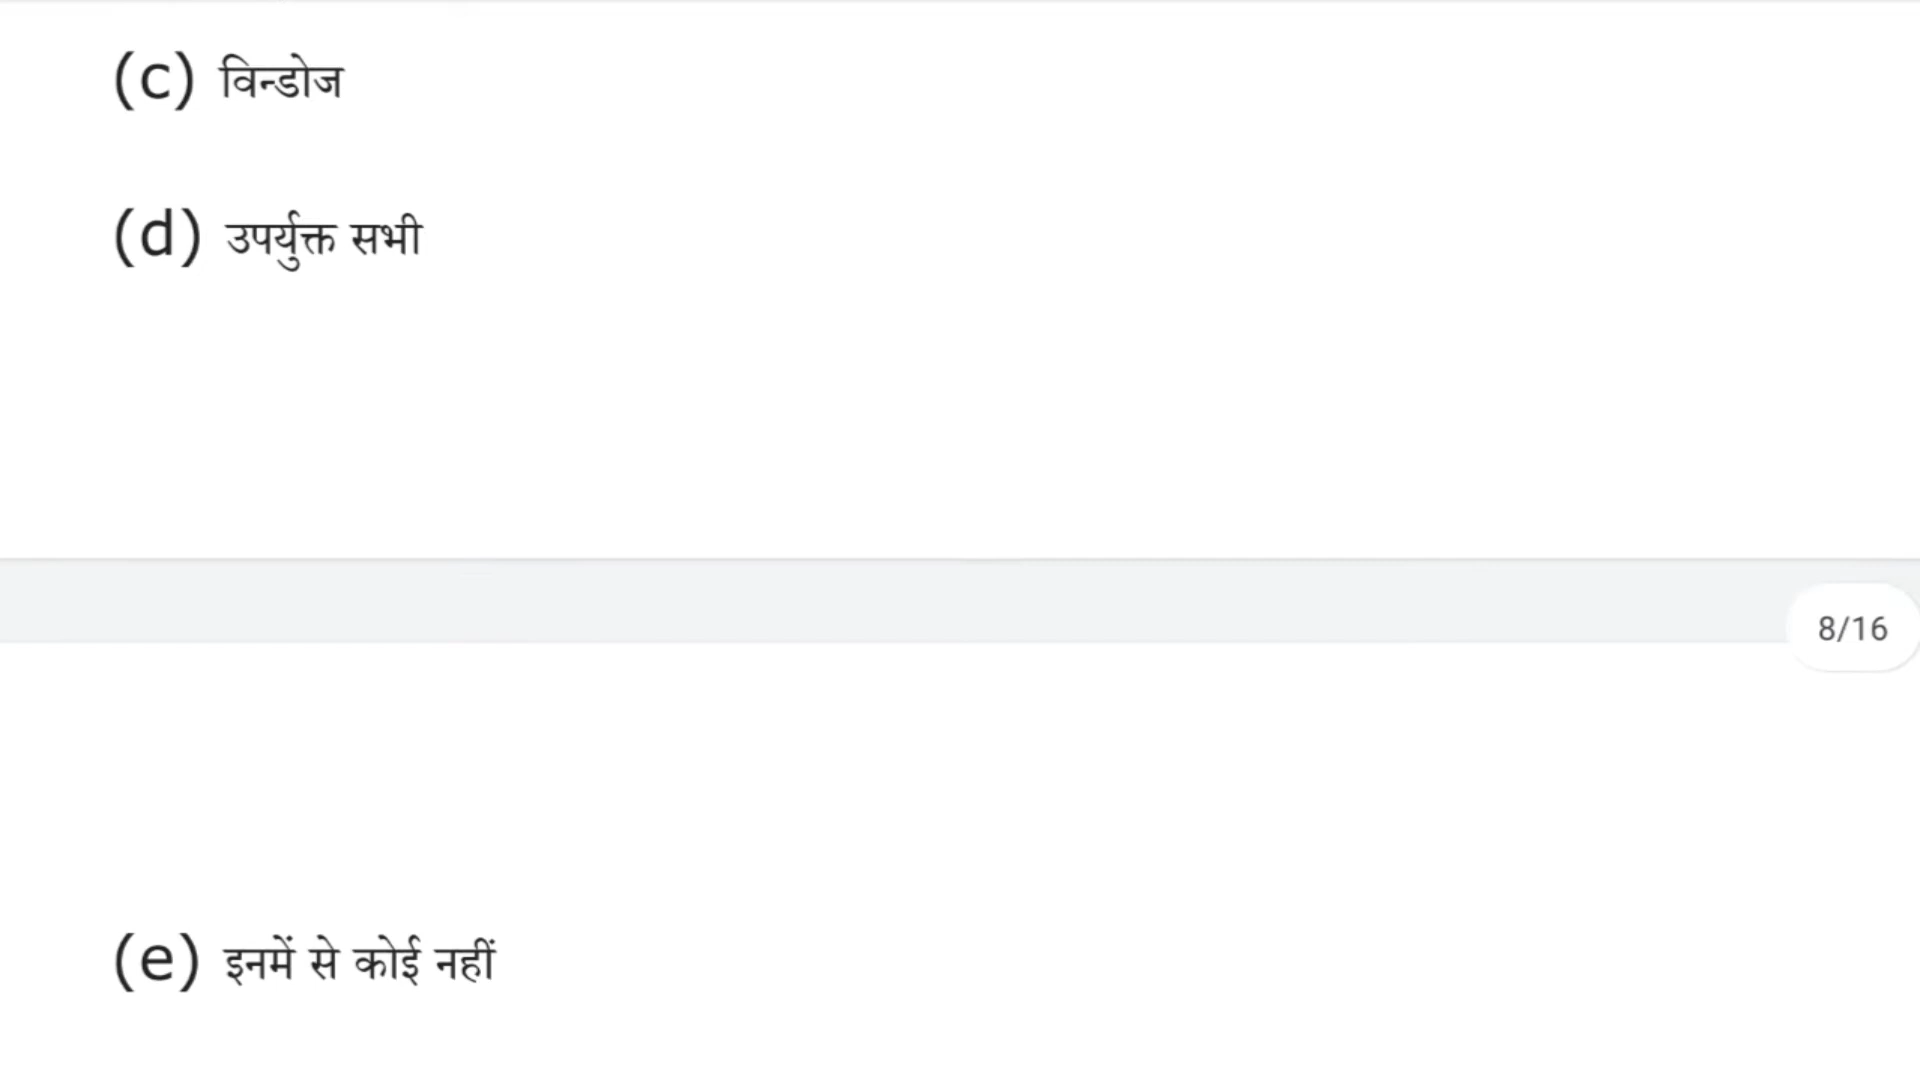 (c) विन्डोज
(d) उपर्युक्त सभी
8/16
(e) इनमें से कोई नहीं